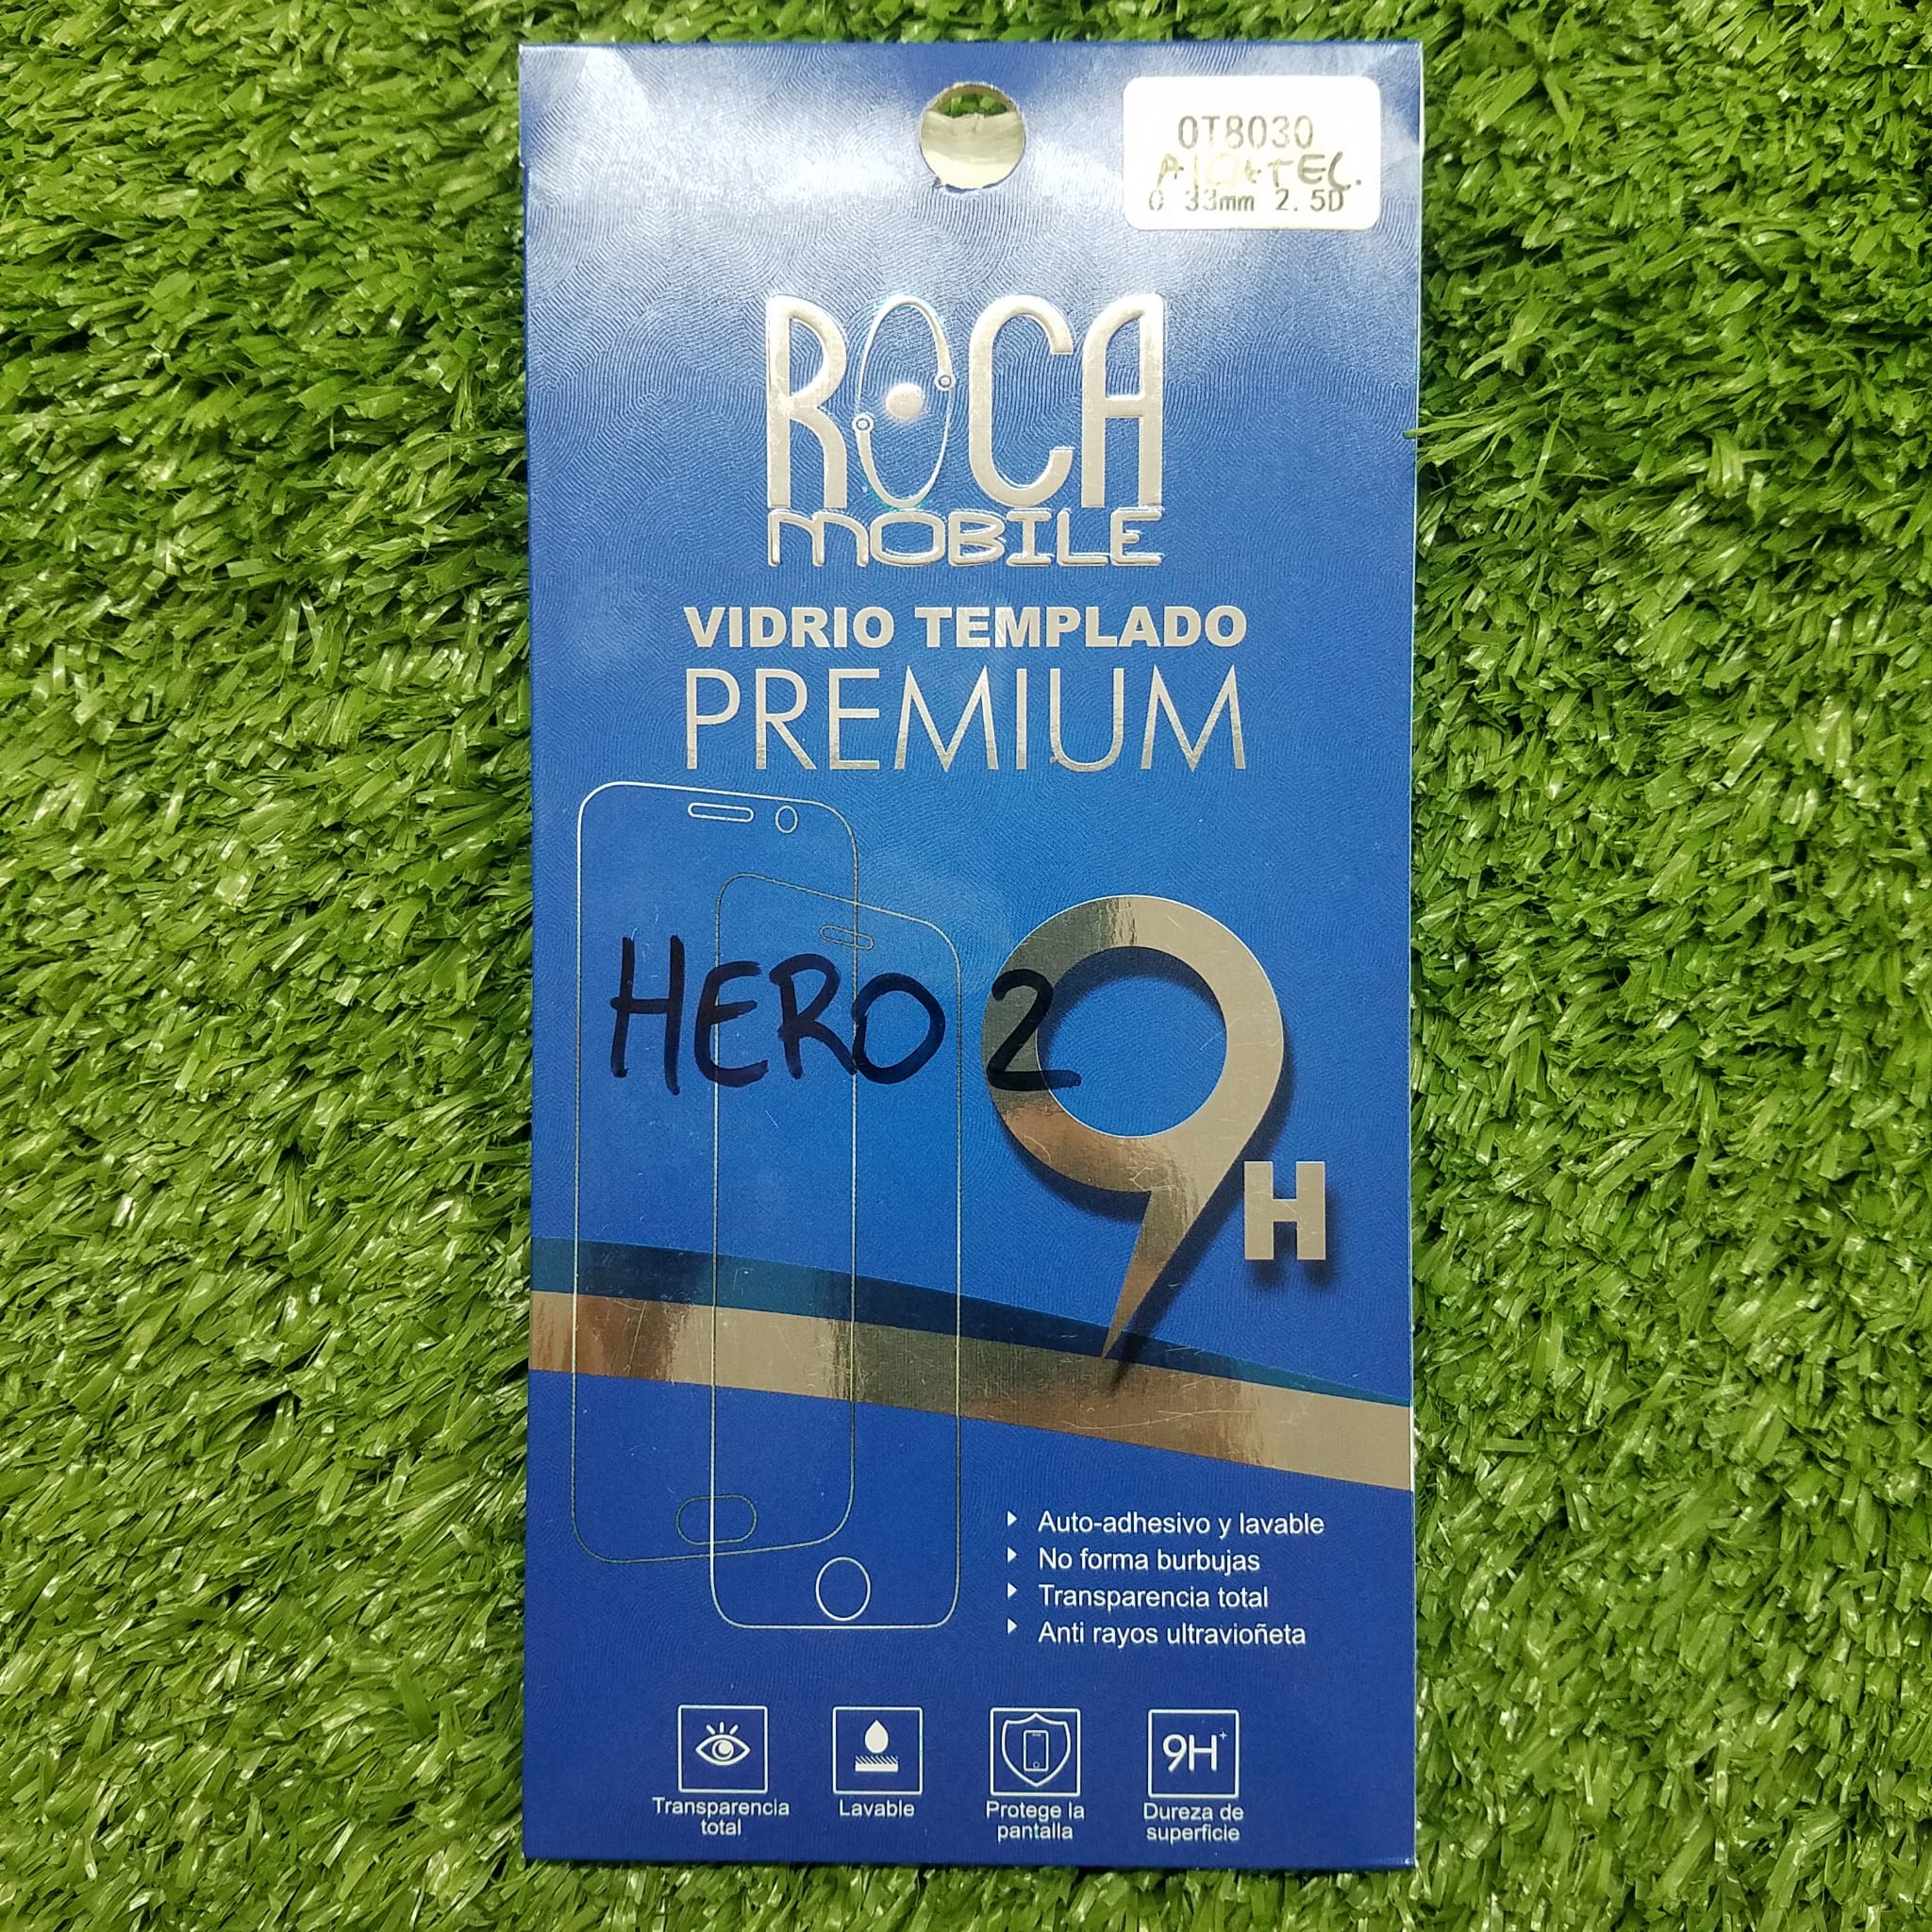 OT8030
AlCATEL.
0.33mm 2.5D
ROCA
MOBILE
VIDRIO TEMPLADO
PREMIUM
HERO 2
9H
Auto-adhesivo y lavable
No forma burbujas
Transparencia total
Anti rayos ultravioñeta
9H+
Transparencia
total
Lavable
Protege la
pantalla
Dureza de
superficie